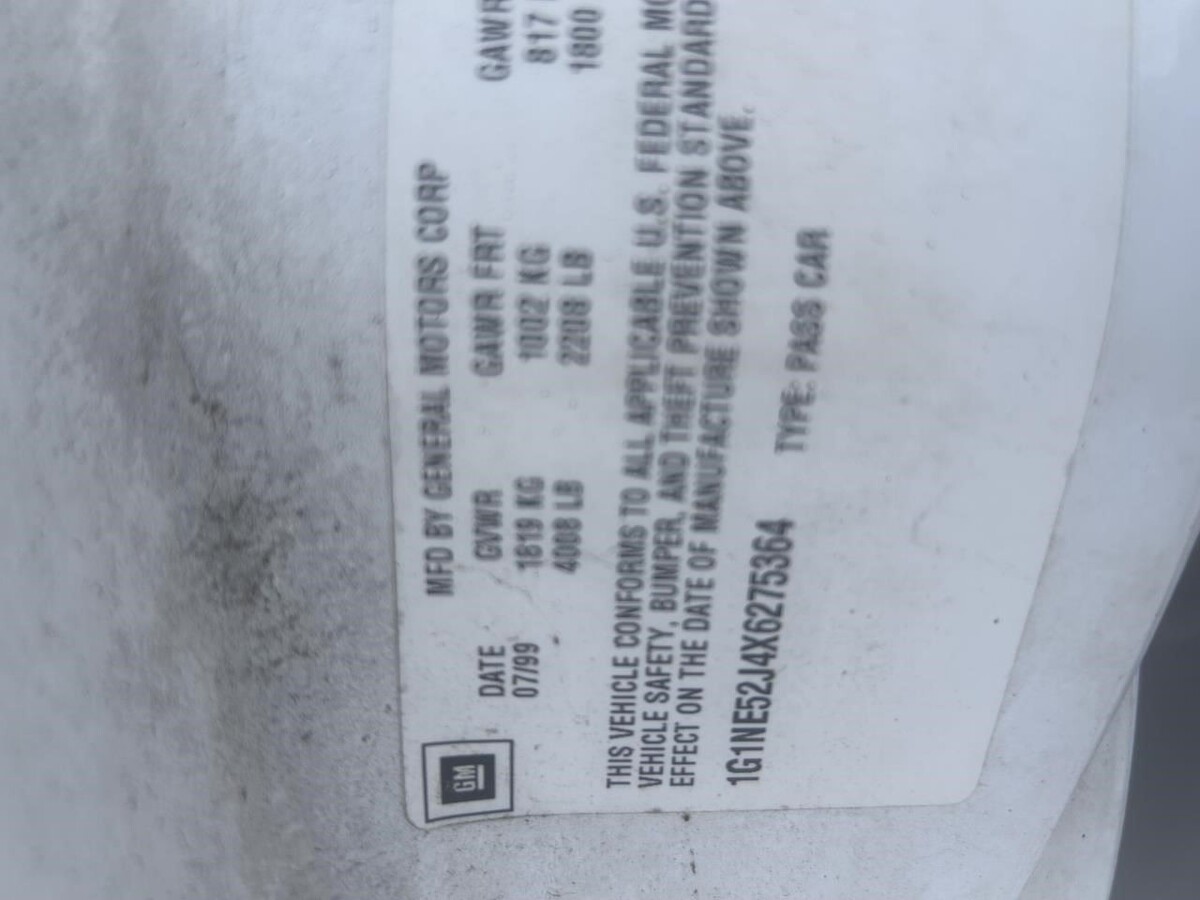 GM
MFD BY GENERAL MOTORS CORP
DATE GVWR GAWR FRT GAWR
07/99 1819 KG 1002 KG 817
4008 LB 2208 LB 1800
THIS VEHICLE CONFORMS TO ALL APPLICABLE U.S. FEDERAL MO
VEHICLE SAFETY, BUMPER, AND THEFT PREVENTION STANDARD
EFFECT ON THE DATE OF MANUFACTURE SHOWN ABOVE.
1G1NE52J4X6275364 TYPE: PASS CAR